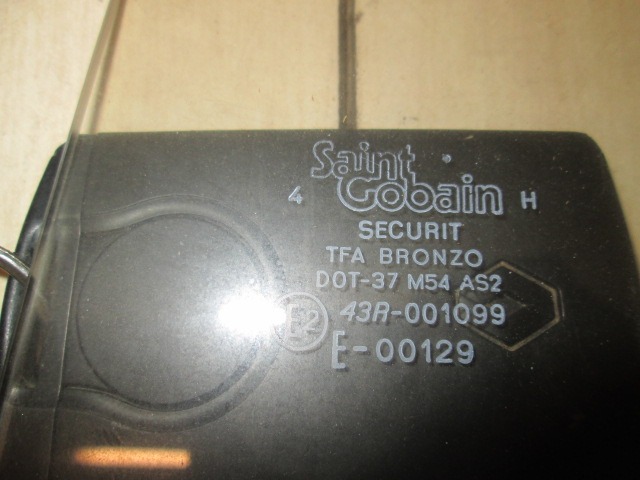 Saint
4 Gobain H
SECURIT
TFA BRONZO
DOT-37 M54 AS2
E2 43R-001099
E-00129